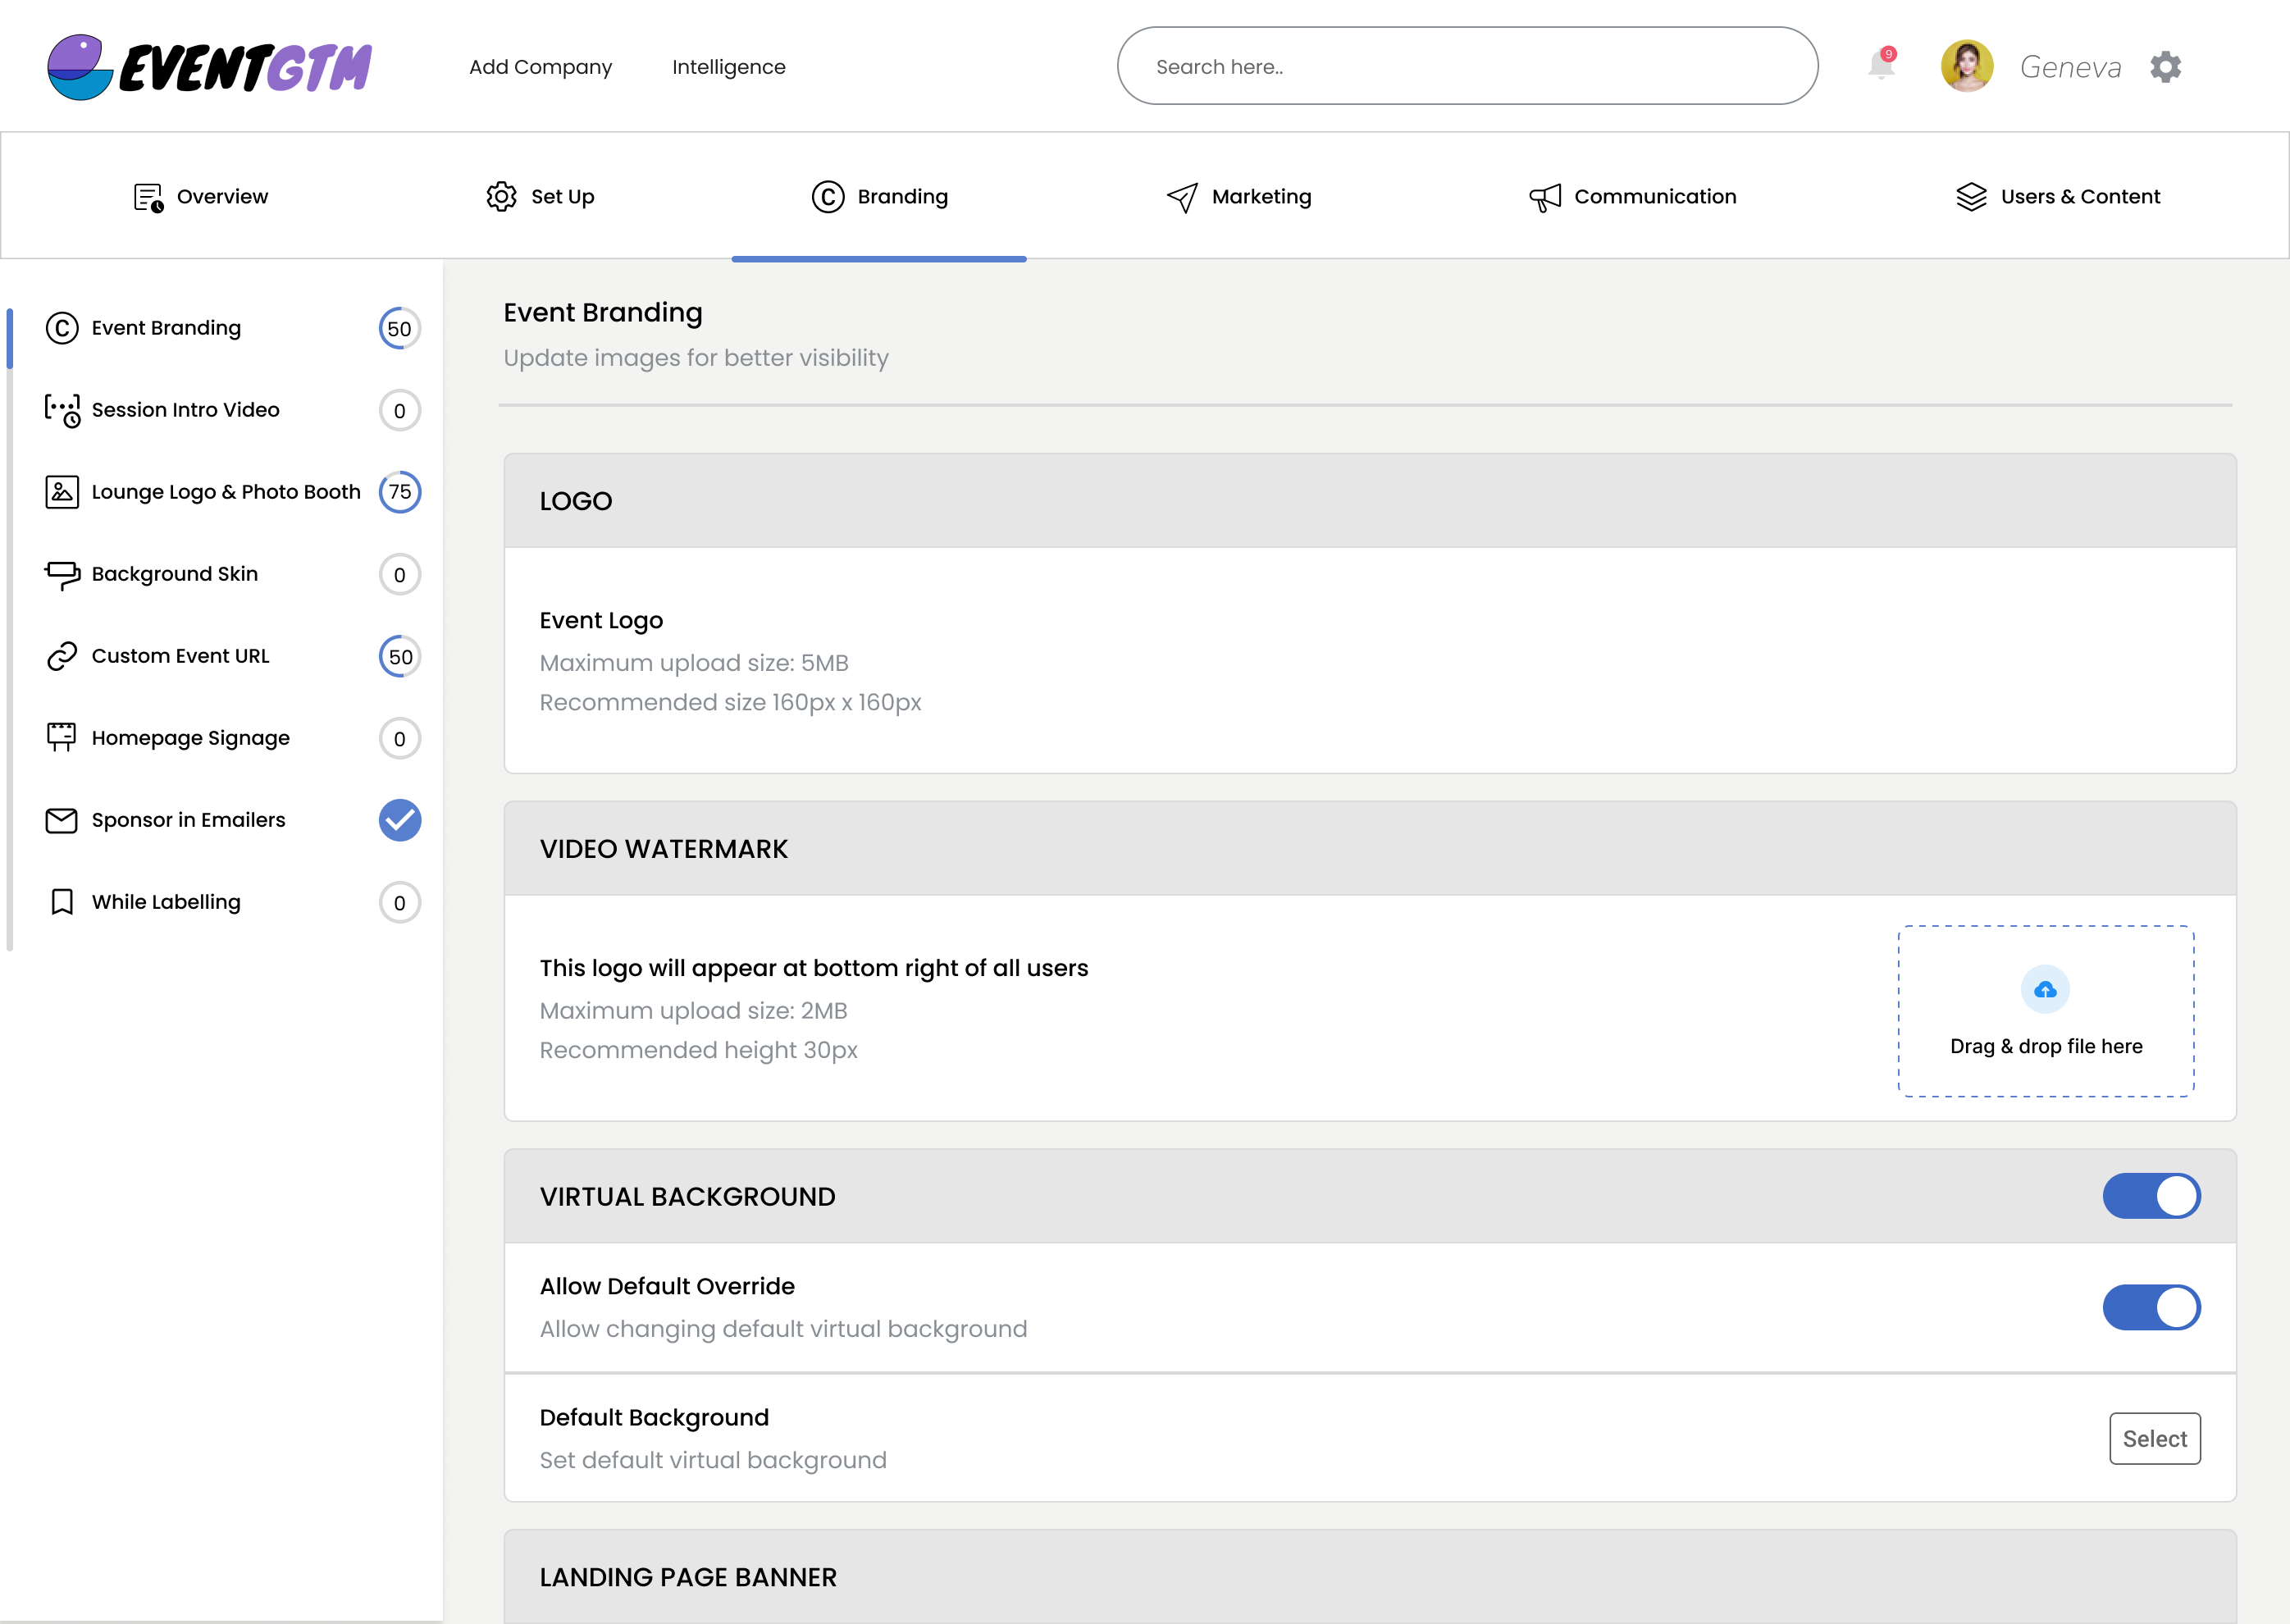 EVENTGTM
Add Company
Intelligence
Search here..
9
Geneva
Overview
Set Up
Branding
Marketing
Communication
Users & Content
Event Branding
50
Session Intro Video
0
Lounge Logo & Photo Booth
75
Background Skin
0
Custom Event URL
50
Homepage Signage
0
Sponsor in Emailers
While Labelling
0
Event Branding
Update images for better visibility
LOGO
Event Logo
Maximum upload size: 5MB
Recommended size 160px x 160px
VIDEO WATERMARK
This logo will appear at bottom right of all users
Maximum upload size: 2MB
Recommended height 30px
Drag & drop file here
VIRTUAL BACKGROUND
Allow Default Override
Allow changing default virtual background
Default Background
Set default virtual background
Select
LANDING PAGE BANNER